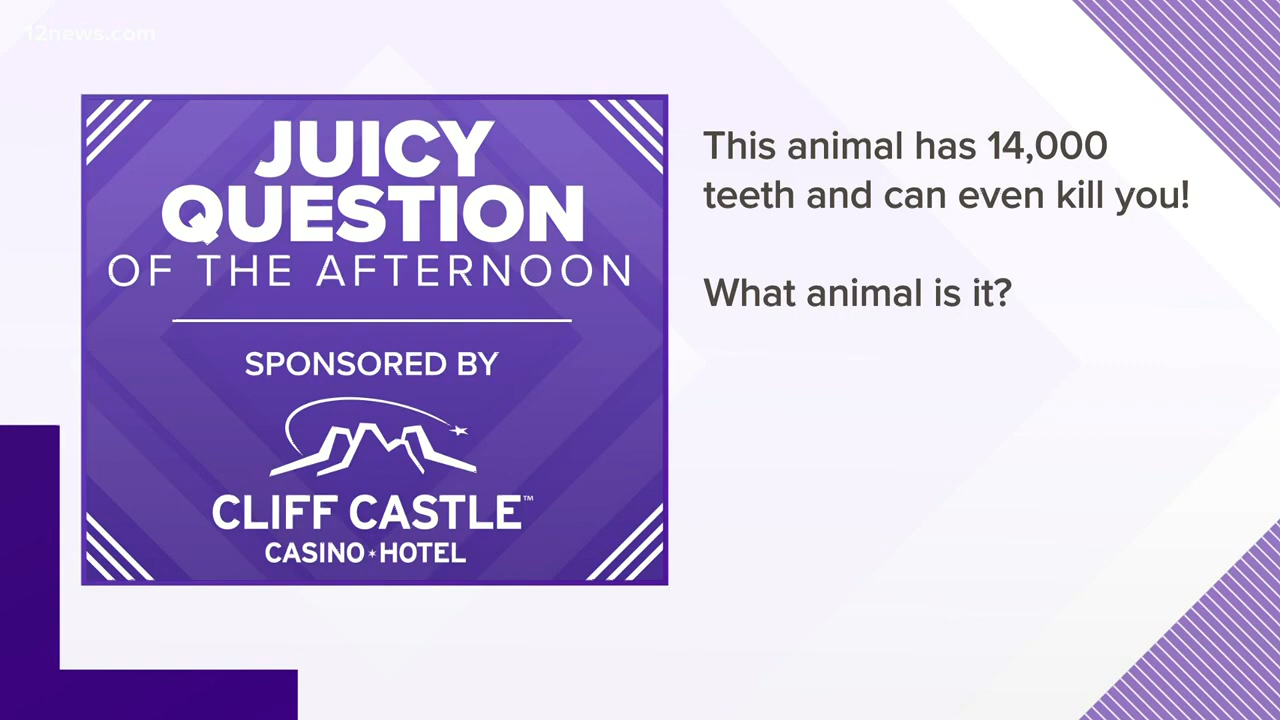 12news.com
JUICY
QUESTION
OF THE AFTERNOON
SPONSORED BY
CLIFF CASTLE™
CASINO★HOTEL
This animal has 14,000
teeth and can even kill you!
What animal is it?